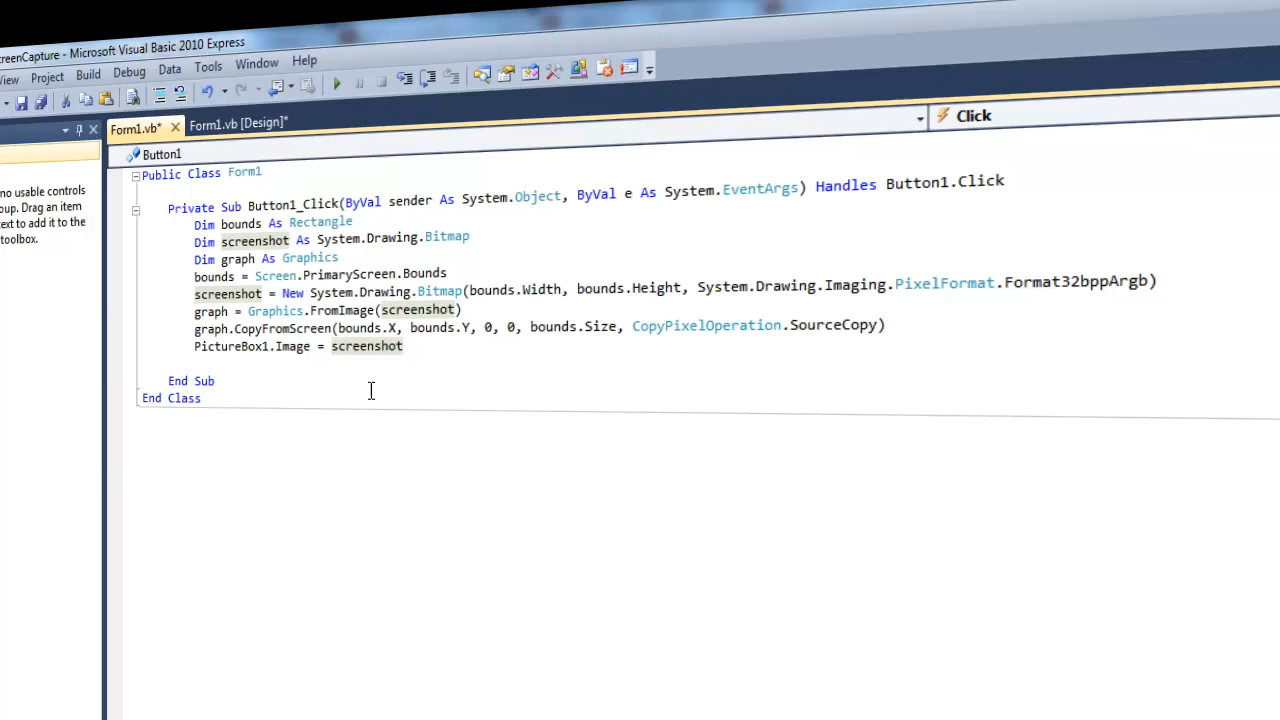 reenCapture - Microsoft Visual Basic 2010 Express
View Project Build Debug Data Tools Window Help
Form1.vb* Form1.vb [Design]*
Button1 Click
no usable controls
oup. Drag an item
text to add it to the
toolbox.
Public Class Form1
Private Sub Button1_Click(ByVal sender As System.Object, ByVal e As System.EventArgs) Handles Button1.Click
Dim bounds As Rectangle
Dim screenshot As System.Drawing.Bitmap
Dim graph As Graphics
bounds = Screen.PrimaryScreen.Bounds
screenshot = New System.Drawing.Bitmap(bounds.Width, bounds.Height, System.Drawing.Imaging.PixelFormat.Format32bppArgb)
graph = Graphics.FromImage(screenshot)
graph.CopyFromScreen(bounds.X, bounds.Y, 0, 0, bounds.Size, CopyPixelOperation.SourceCopy)
PictureBox1.Image = screenshot
End Sub
End Class